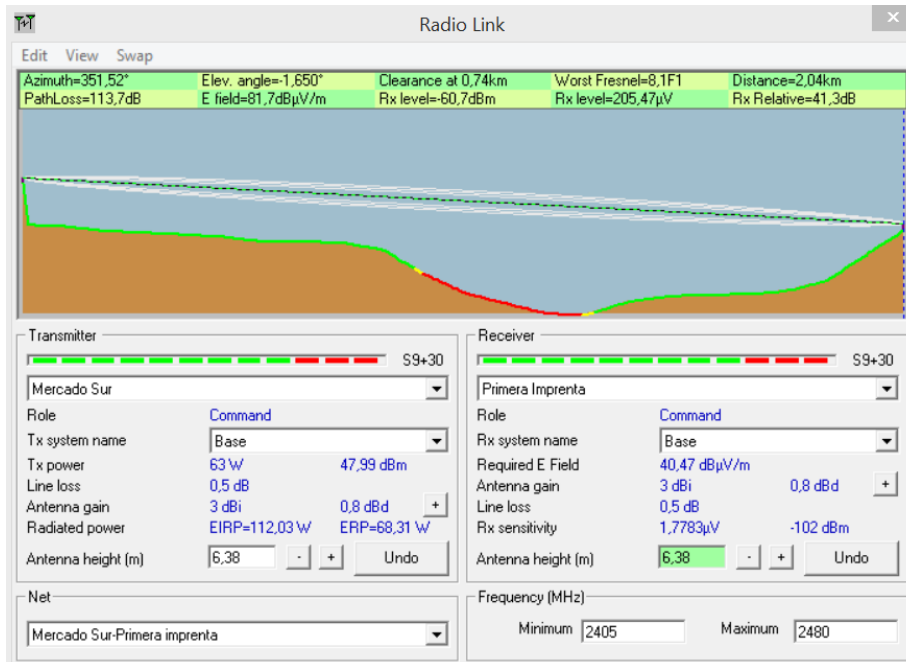 Radio Link
Edit View Swap
Azimuth=351,52° Elev. angle=-1,650° Clearance at 0,74km Worst Fresnel=8,1F1 Distance=2,04km
PathLoss=113,7dB E field=81,7dBµV/m Rx level=-60,7dBm Rx level=205,47µV Rx Relative=41,3dB
Transmitter
S9+30
Mercado Sur
Role Command
Tx system name Base
Tx power 63 W 47,99 dBm
Line loss 0,5 dB
Antenna gain 3 dBi 0,8 dBd +
Radiated power EIRP=112,03 W ERP=68,31 W
Antenna height (m) 6,38 - + Undo
Receiver
S9+30
Primera Imprenta
Role Command
Rx system name Base
Required E Field 40,47 dBµV/m
Antenna gain 3 dBi 0,8 dBd +
Line loss 0,5 dB
Rx sensitivity 1,7783µV -102 dBm
Antenna height (m) 6,38 - + Undo
Net
Mercado Sur-Primera imprenta
Frequency (MHz)
Minimum 2405 Maximum 2480